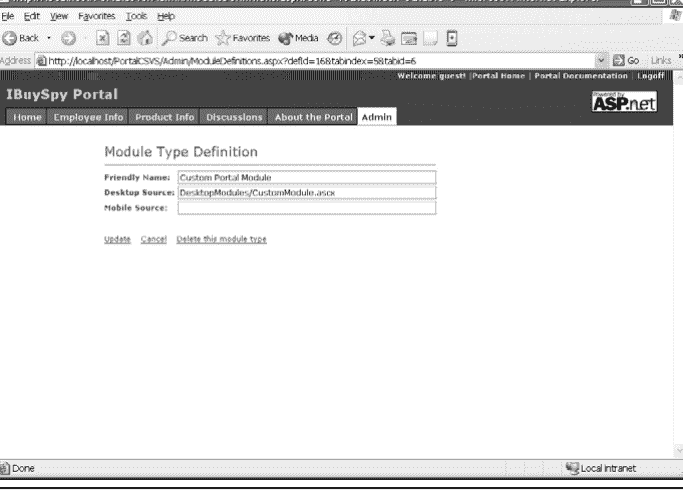 File Edit View Favorites Tools Help
Back Search Favorites Media
Address http://localhost/PortalCSVS/Admin/ModuleDefinitions.aspx?defid=16&tabindex=5&tabid=6 Go Links
Welcome guest! | Portal Home | Portal Documentation | Logoff
IBuySpy Portal
Powered by
ASP.net
Home Employee Info Product Info Discussions About the Portal Admin
Module Type Definition
Friendly Name: Custom Portal Module
Desktop Source: DesktopModules/CustomModule.ascx
Mobile Source:
Update Cancel Delete this module type
Done Local intranet